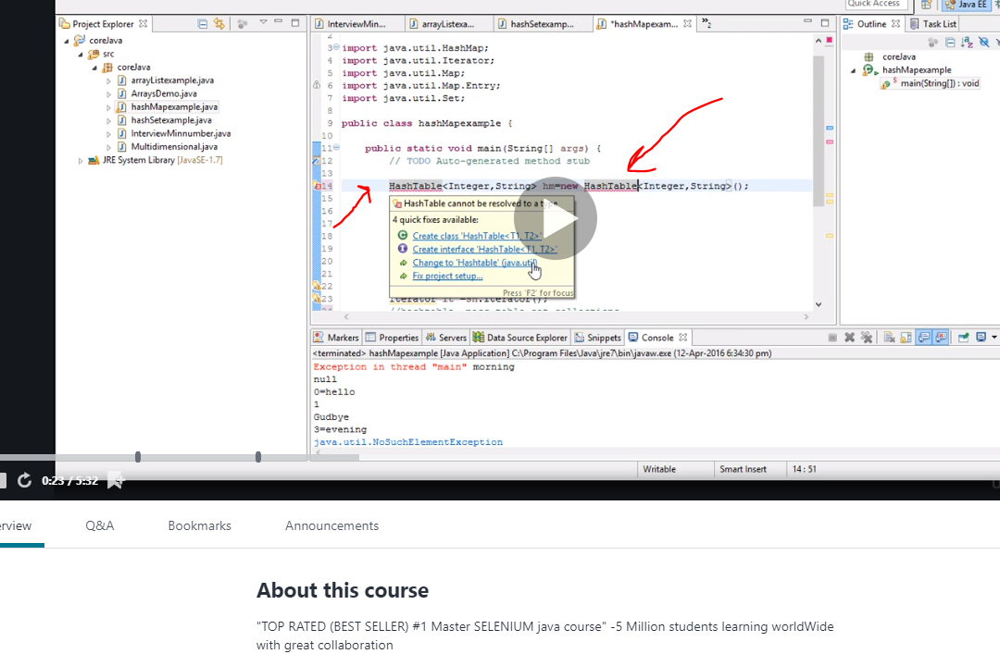 Quick Access
Java EE
Project Explorer
InterviewMin...
arrayListexa...
hashSetexamp...
*hashMapexam...
»2
Outline
Task List
coreJava
src
coreJava
arrayListexample.java
ArraysDemo.java
hashMapexample.java
hashSetexample.java
InterviewMinnumber.java
Multidimensional.java
JRE System Library [JavaSE-1.7]
2
3 import java.util.HashMap;
4 import java.util.Iterator;
5 import java.util.Map;
6 import java.util.Map.Entry;
7 import java.util.Set;
8
9 public class hashMapexample {
10
11 public static void main(String[] args) {
12 // TODO Auto-generated method stub
13
14 HashTable<Integer,String> hm=new HashTable<Integer,String>();
15
16
17
18
19
20
21
22
23 Iterator it =sn.iterator();
HashTable cannot be resolved to a type
4 quick fixes available:
Create class 'HashTable<T1, T2>'
Create interface 'HashTable<T1, T2>'
Change to 'Hashtable' (java.util)
Fix project setup...
Press 'F2' for focus
coreJava
hashMapexample
main(String[]) : void
Markers
Properties
Servers
Data Source Explorer
Snippets
Console
<terminated> hashMapexample [Java Application] C:\Program Files\Java\jre7\bin\javaw.exe (12-Apr-2016 6:34:30 pm)
Exception in thread "main" morning
null
0=hello
1
Gudbye
3=evening
java.util.NoSuchElementException
Writable
Smart Insert
14 : 51
0:23 / 5:32
erview
Q&A
Bookmarks
Announcements
About this course
"TOP RATED (BEST SELLER) #1 Master SELENIUM java course" -5 Million students learning worldWide
with great collaboration